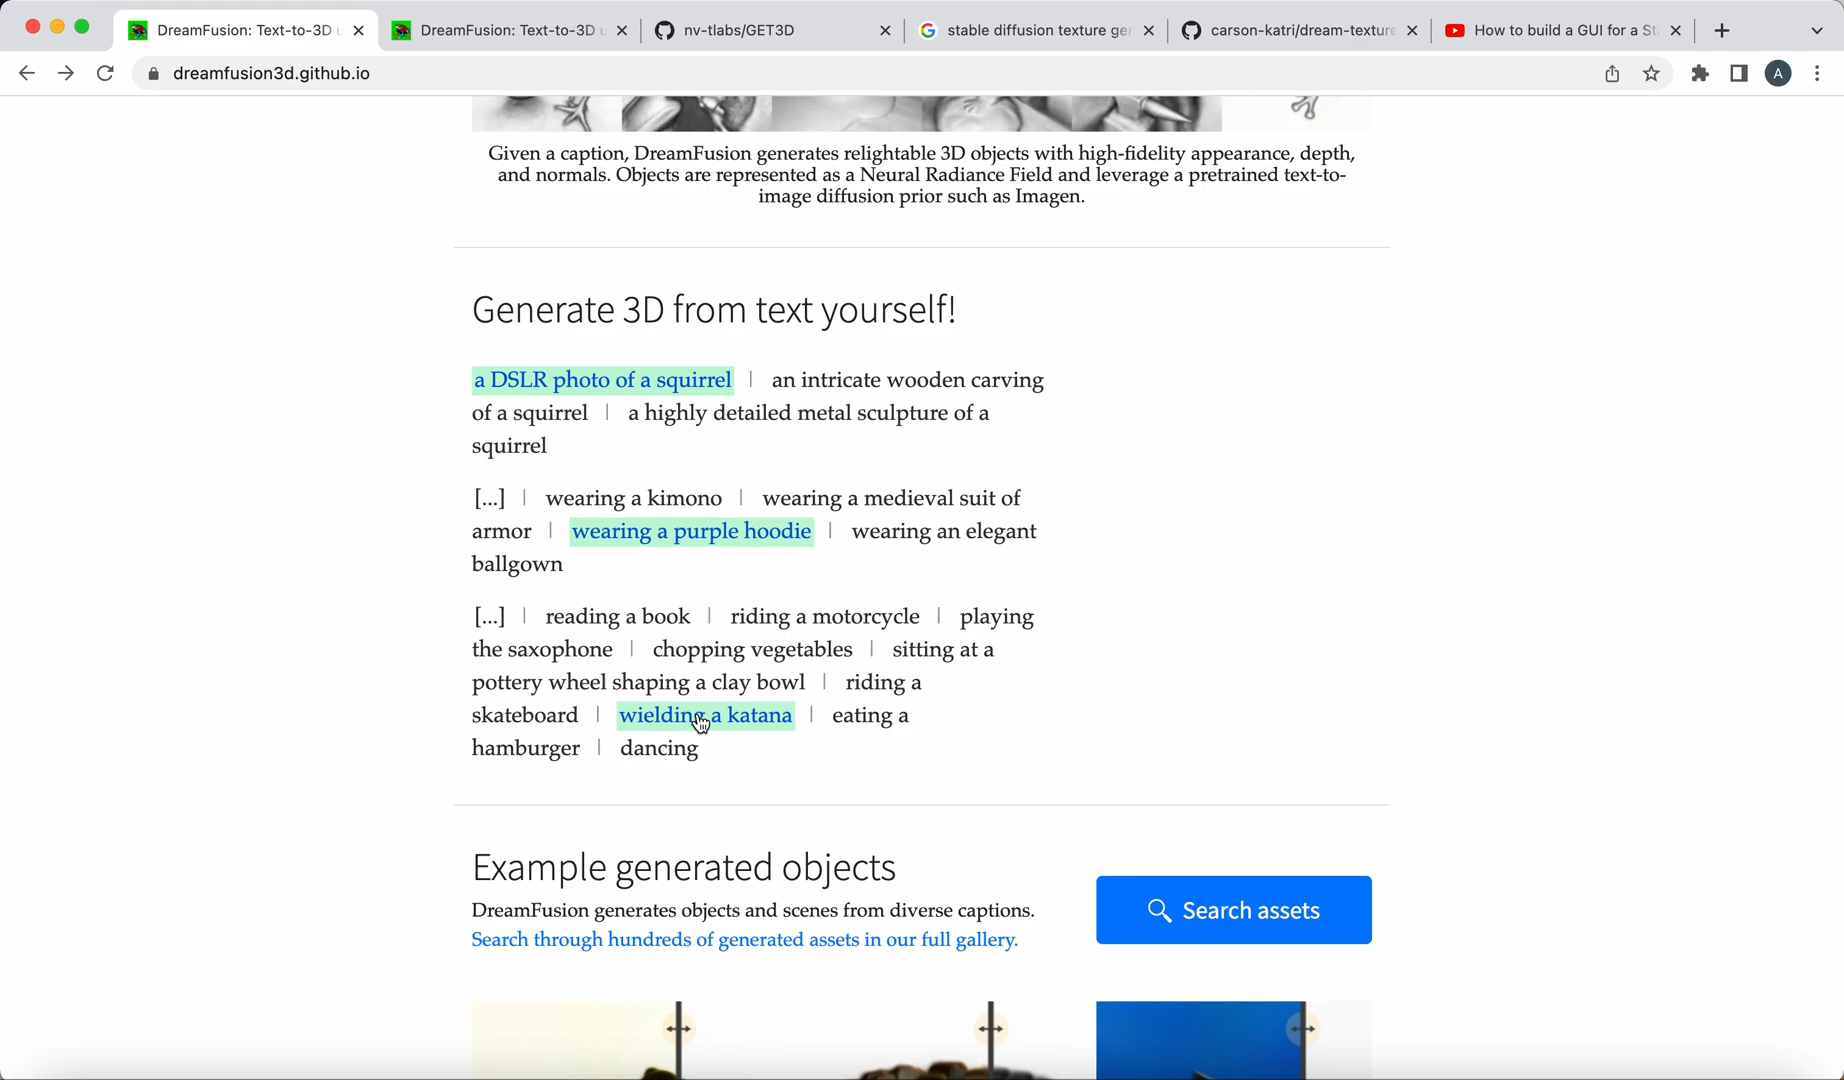 DreamFusion: Text-to-3D u
DreamFusion: Text-to-3D u
nv-tlabs/GET3D
stable diffusion texture ger
carson-katri/dream-texture
How to build a GUI for a Sta
dreamfusion3d.github.io
A
Given a caption, DreamFusion generates relightable 3D objects with high-fidelity appearance, depth,
and normals. Objects are represented as a Neural Radiance Field and leverage a pretrained text-to-
image diffusion prior such as Imagen.
Generate 3D from text yourself!
a DSLR photo of a squirrel | an intricate wooden carving
of a squirrel | a highly detailed metal sculpture of a
squirrel
[...] | wearing a kimono | wearing a medieval suit of
armor | wearing a purple hoodie | wearing an elegant
ballgown
[...] | reading a book | riding a motorcycle | playing
the saxophone | chopping vegetables | sitting at a
pottery wheel shaping a clay bowl | riding a
skateboard | wielding a katana | eating a
hamburger | dancing
Example generated objects
DreamFusion generates objects and scenes from diverse captions.
Search through hundreds of generated assets in our full gallery.
Search assets